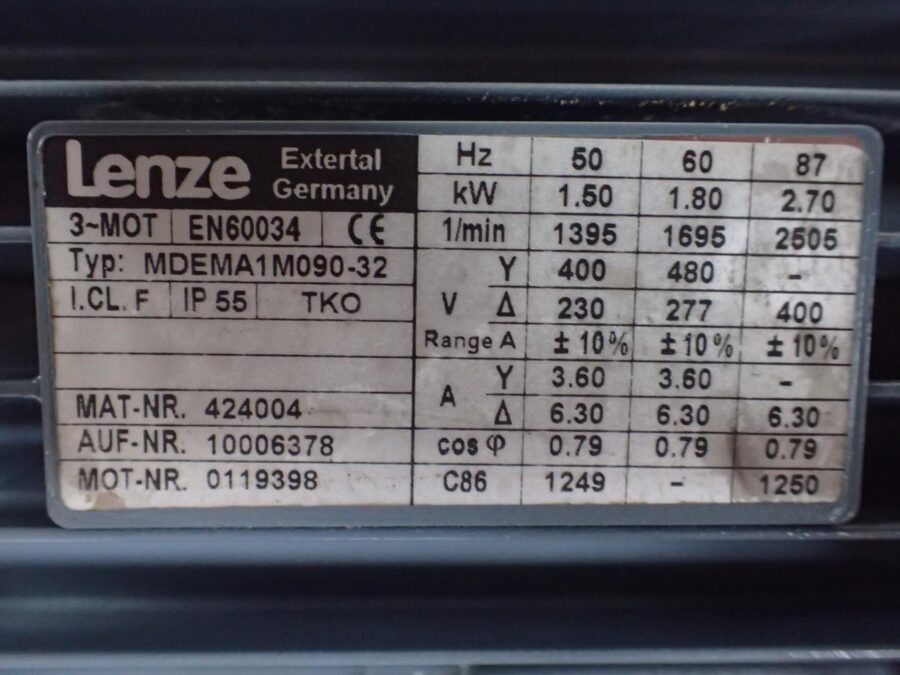 Lenze Extertal Germany
3~MOT EN60034 CE
Typ: MDEMA1M090-32
I.CL. F IP 55 TKO
MAT-NR. 424004
AUF-NR. 10006378
MOT-NR. 0119398
Hz 50 60 87
kW 1.50 1.80 2.70
1/min 1395 1695 2505
V Y 400 480 -
Δ 230 277 400
Range A ± 10% ± 10% ± 10%
A Y 3.60 3.60 -
Δ 6.30 6.30 6.30
cos φ 0.79 0.79 0.79
C86 1249 - 1250